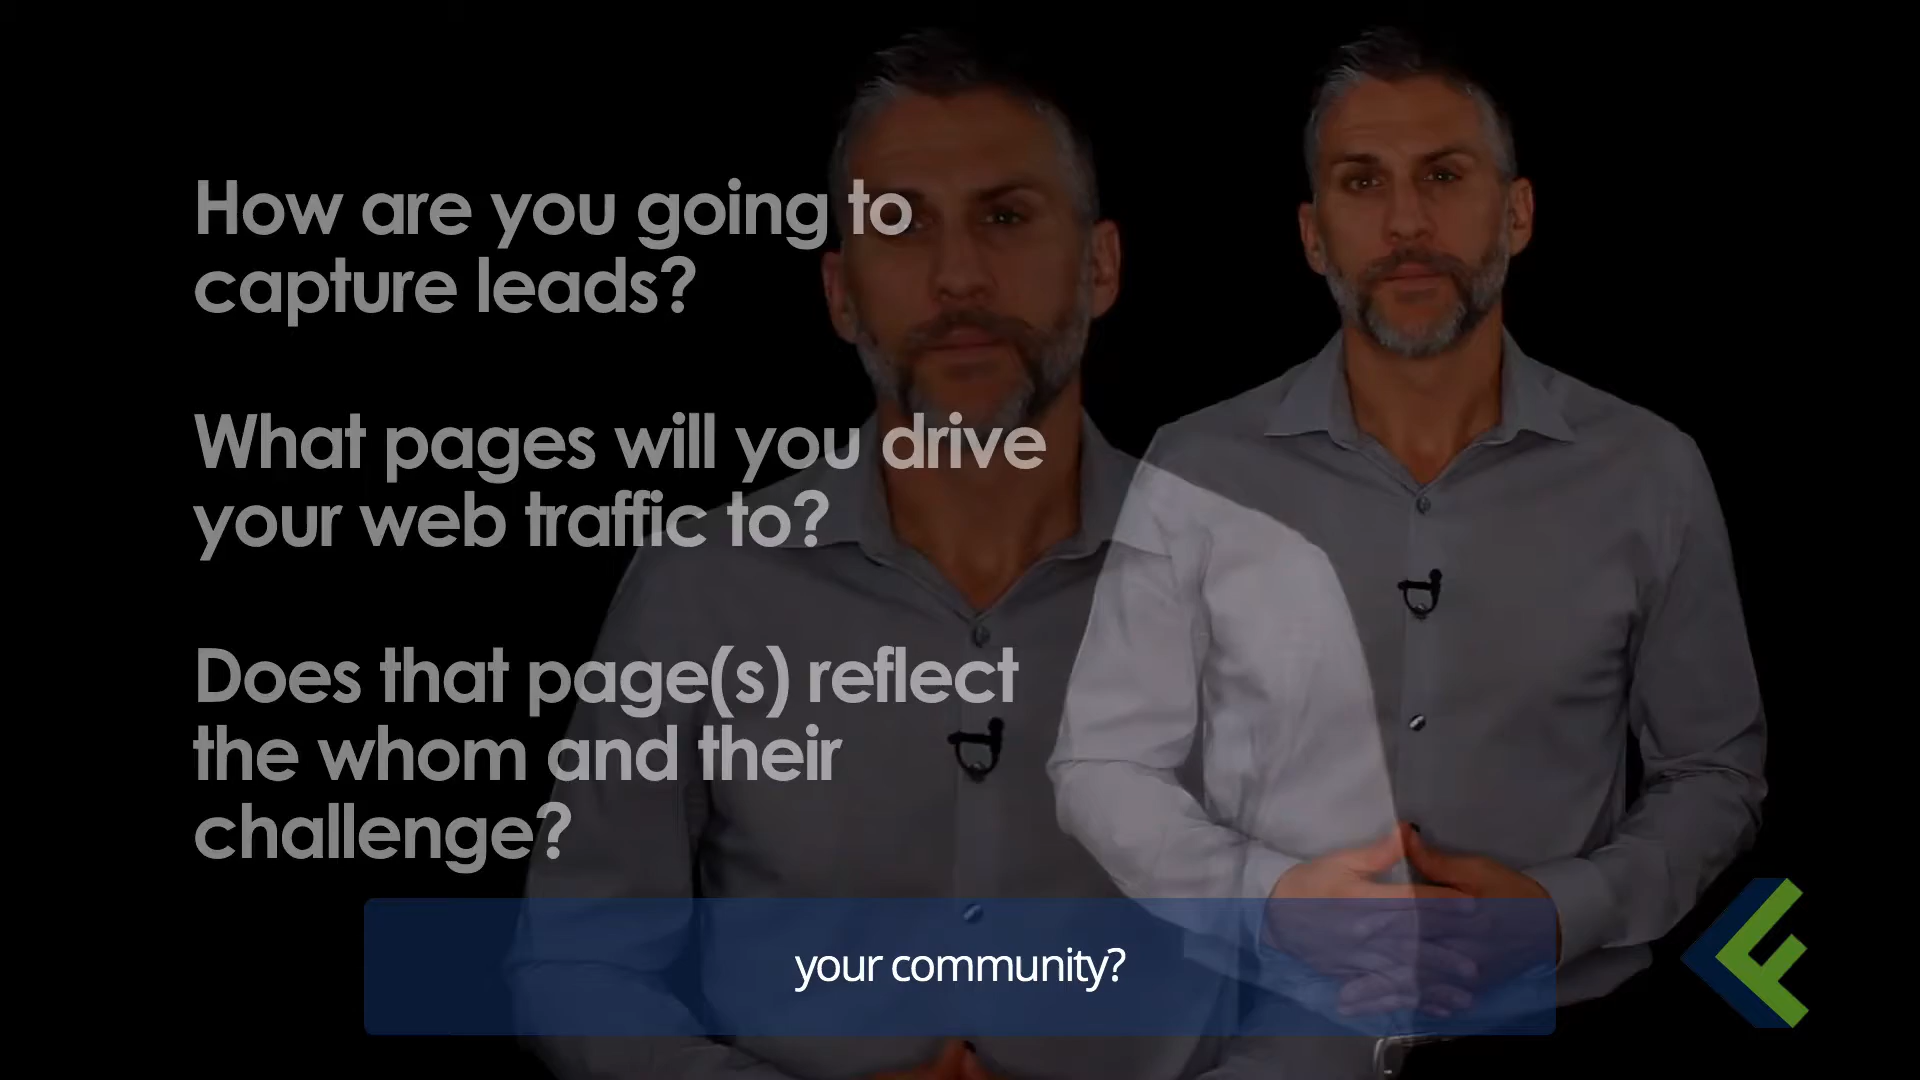 How are you going to
capture leads?
What pages will you drive
your web traffic to?
Does that page(s) reflect
the whom and their
challenge?
your community?